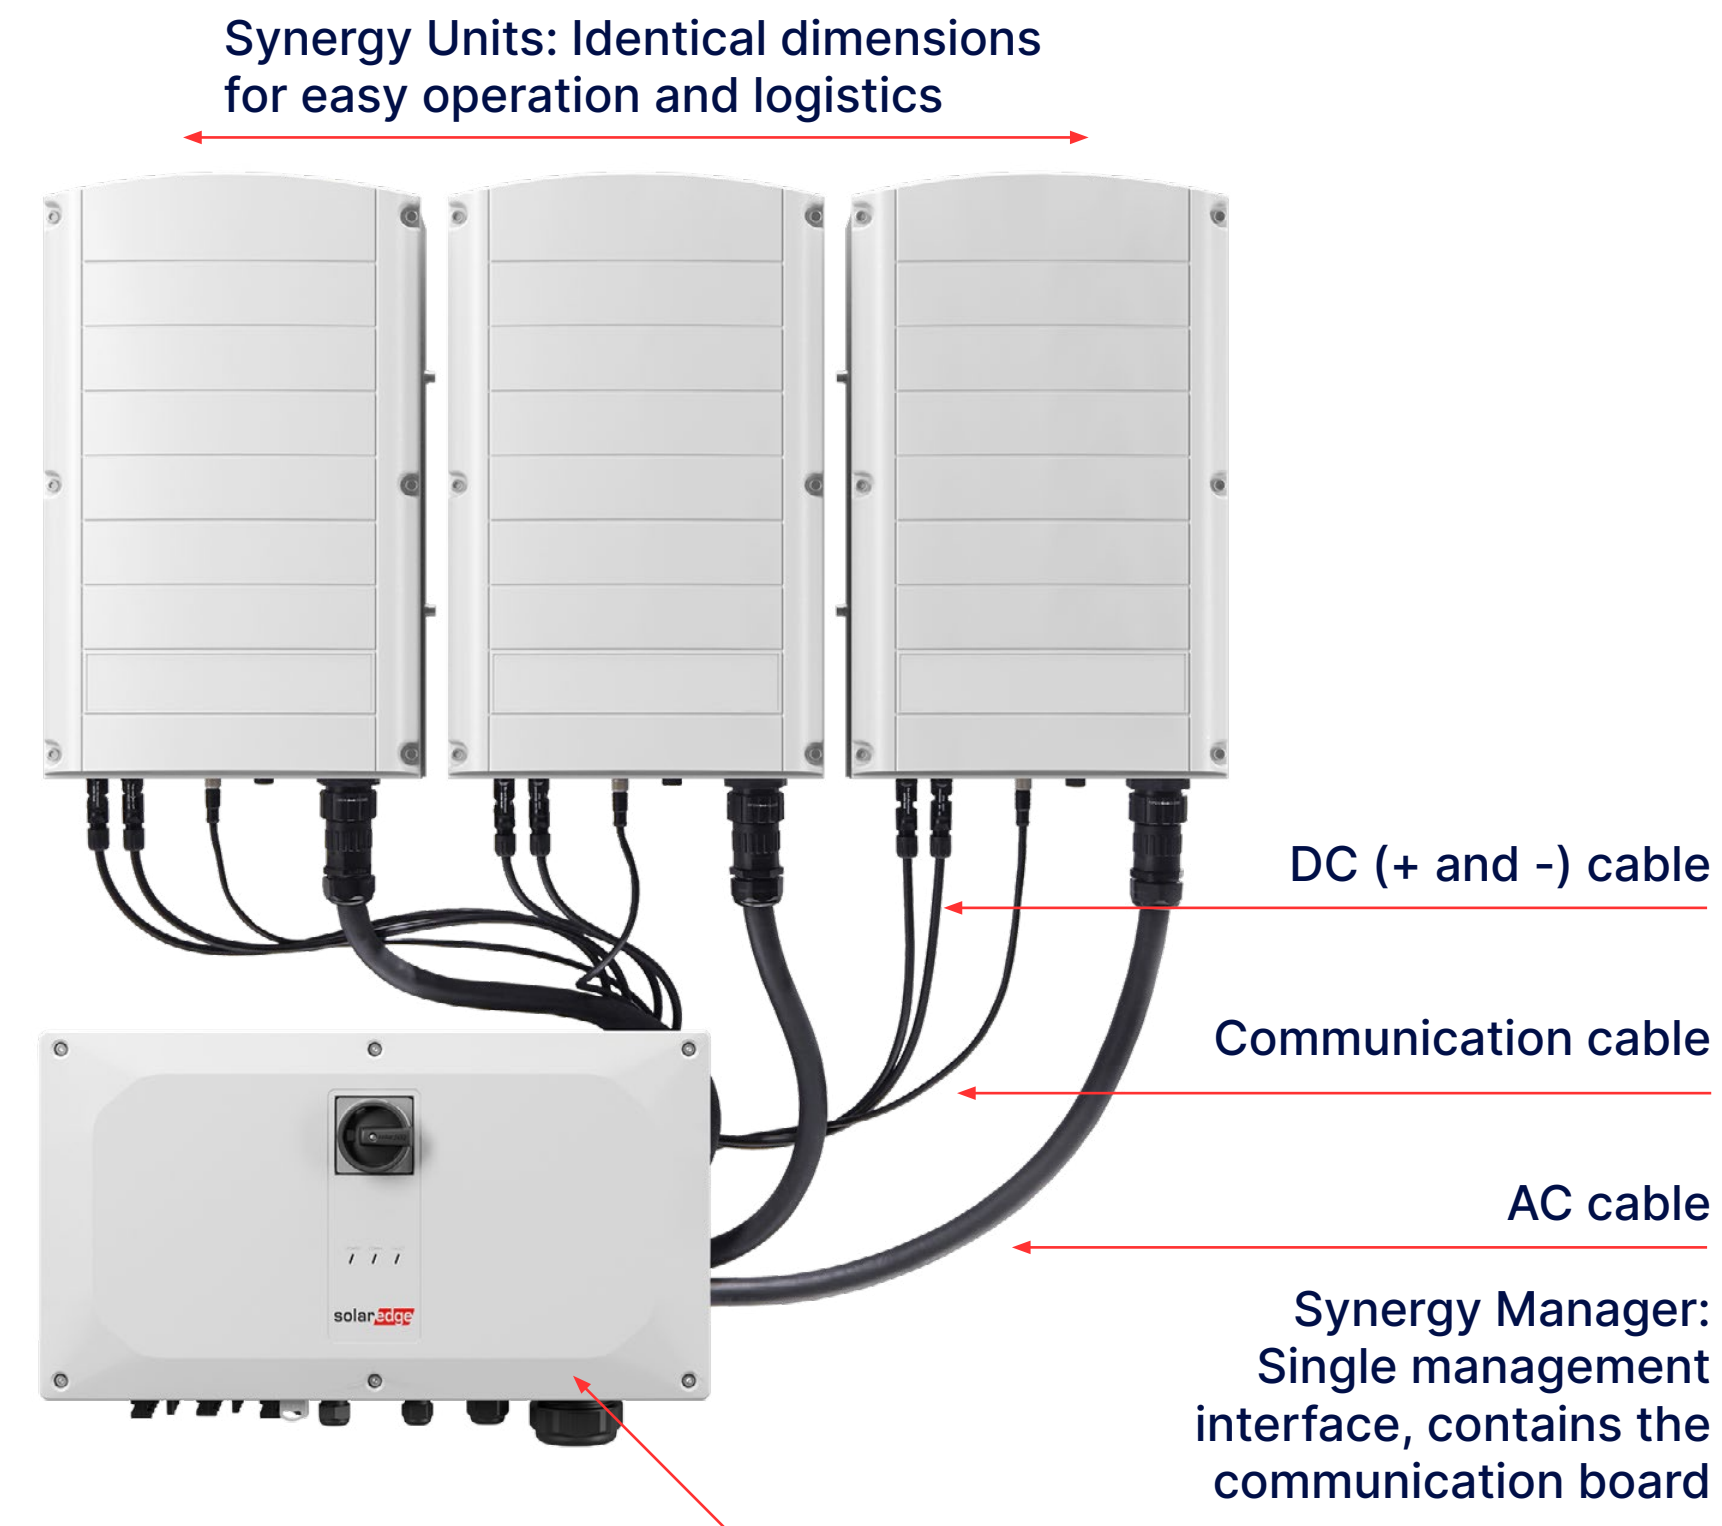 Synergy Units: Identical dimensions
for easy operation and logistics
DC (+ and -) cable
Communication cable
AC cable
solaredge
Synergy Manager:
Single management
interface, contains the
communication board